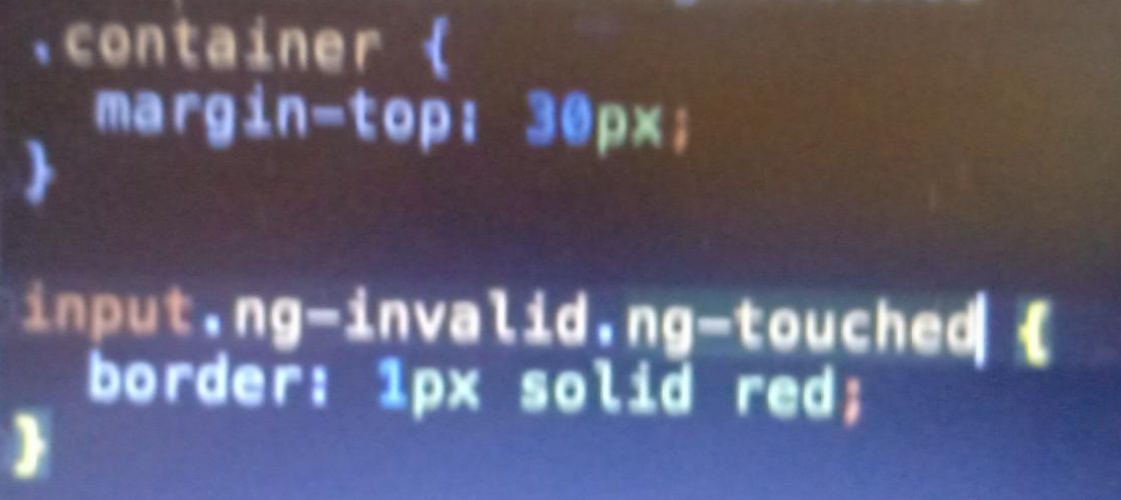 .container {
margin-top: 30px;
}
input.ng-invalid.ng-touched {
border: 1px solid red;
}